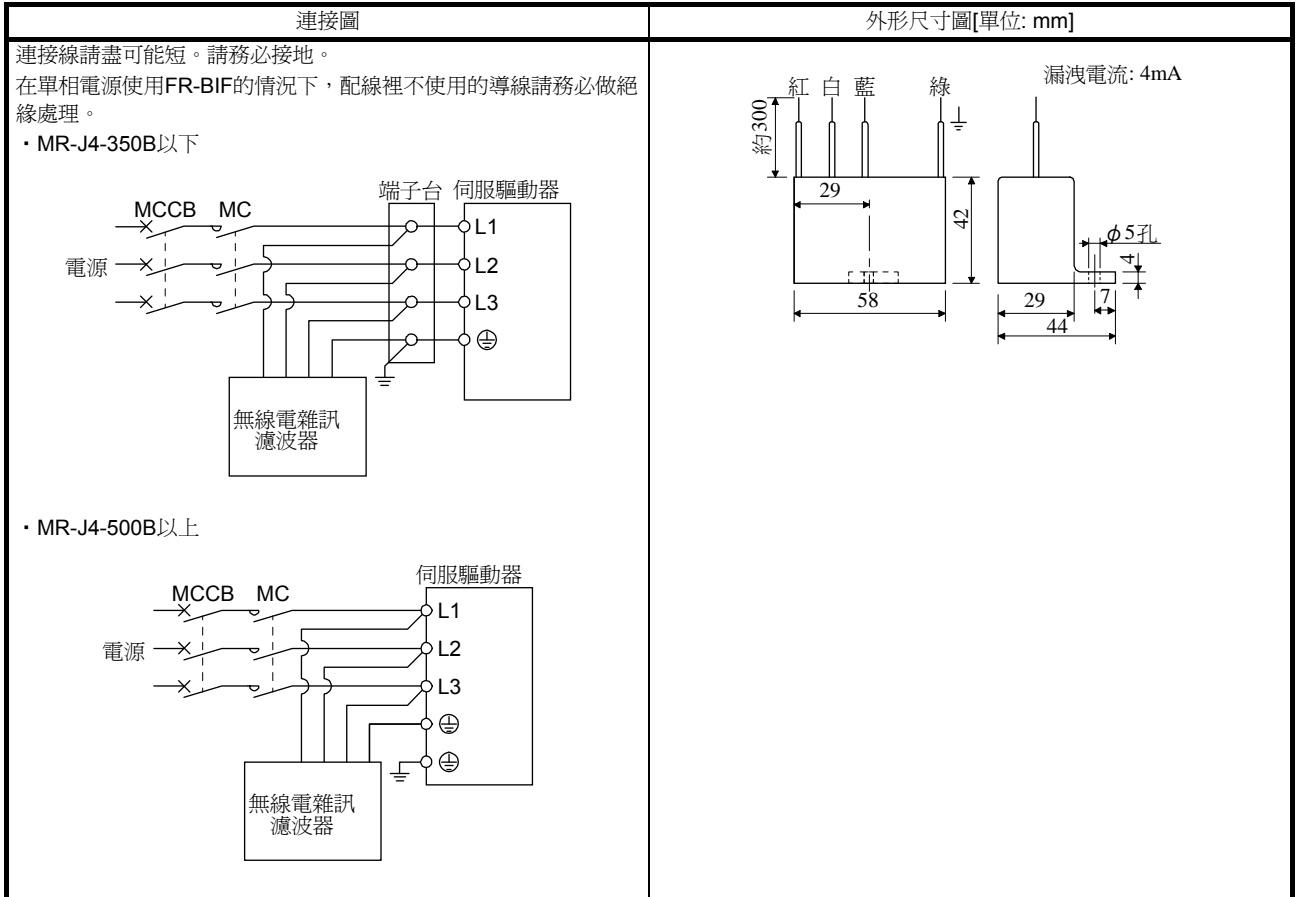 連接圖
外形尺寸圖[單位: mm]
連接線請盡可能短。請務必接地。
在單相電源使用FR-BIF的情況下，配線裡不使用的導線請務必做絕
緣處理。
・MR-J4-350B以下
端子台 伺服驅動器
MCCB MC
L1
電源
L2
L3
無線電雜訊
濾波器
・MR-J4-500B以上
伺服驅動器
MCCB MC
L1
電源
L2
L3
無線電雜訊
濾波器
漏洩電流: 4mA
紅 白 藍 綠
約300
29
42
58
φ5孔
4
29
7
44